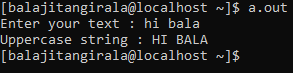 [balajitangirala@localhost ~]$ a.out
Enter your text : hi bala
Uppercase string : HI BALA
[balajitangirala@localhost ~]$